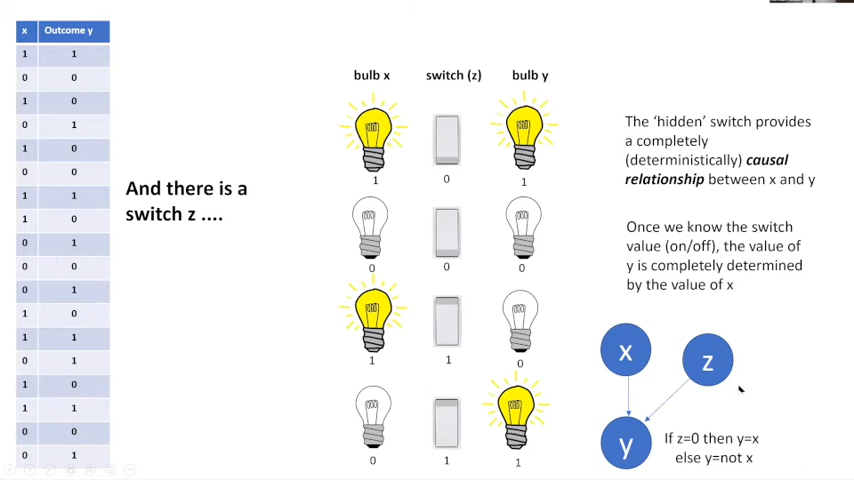 x Outcome y
1 1
0 0
1 0
0 1
1 0
0 0
1 1
1 0
0 1
0 0
0 1
1 0
1 1
0 1
1 0
1 1
0 0
0 1
And there is a
switch z ....
bulb x switch (z) bulb y
1 0 1
0 0 0
1 1 0
0 1 1
The ‘hidden’ switch provides
a completely
(deterministically) causal
relationship between x and y
Once we know the switch
value (on/off), the value of
y is completely determined
by the value of x
x z
y
If z=0 then y=x
else y=not x